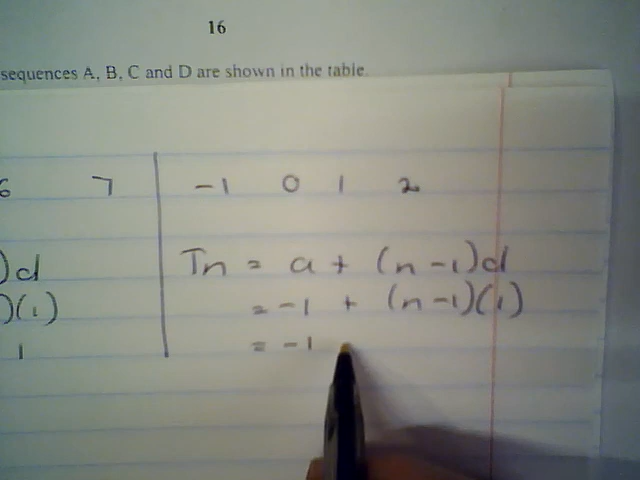 16
sequences A, B, C and D are shown in the table.
6 7 -1 0 1 2
)d Tn = a + (n-1)d
)(1) = -1 + (n-1)(1)
1 = -1